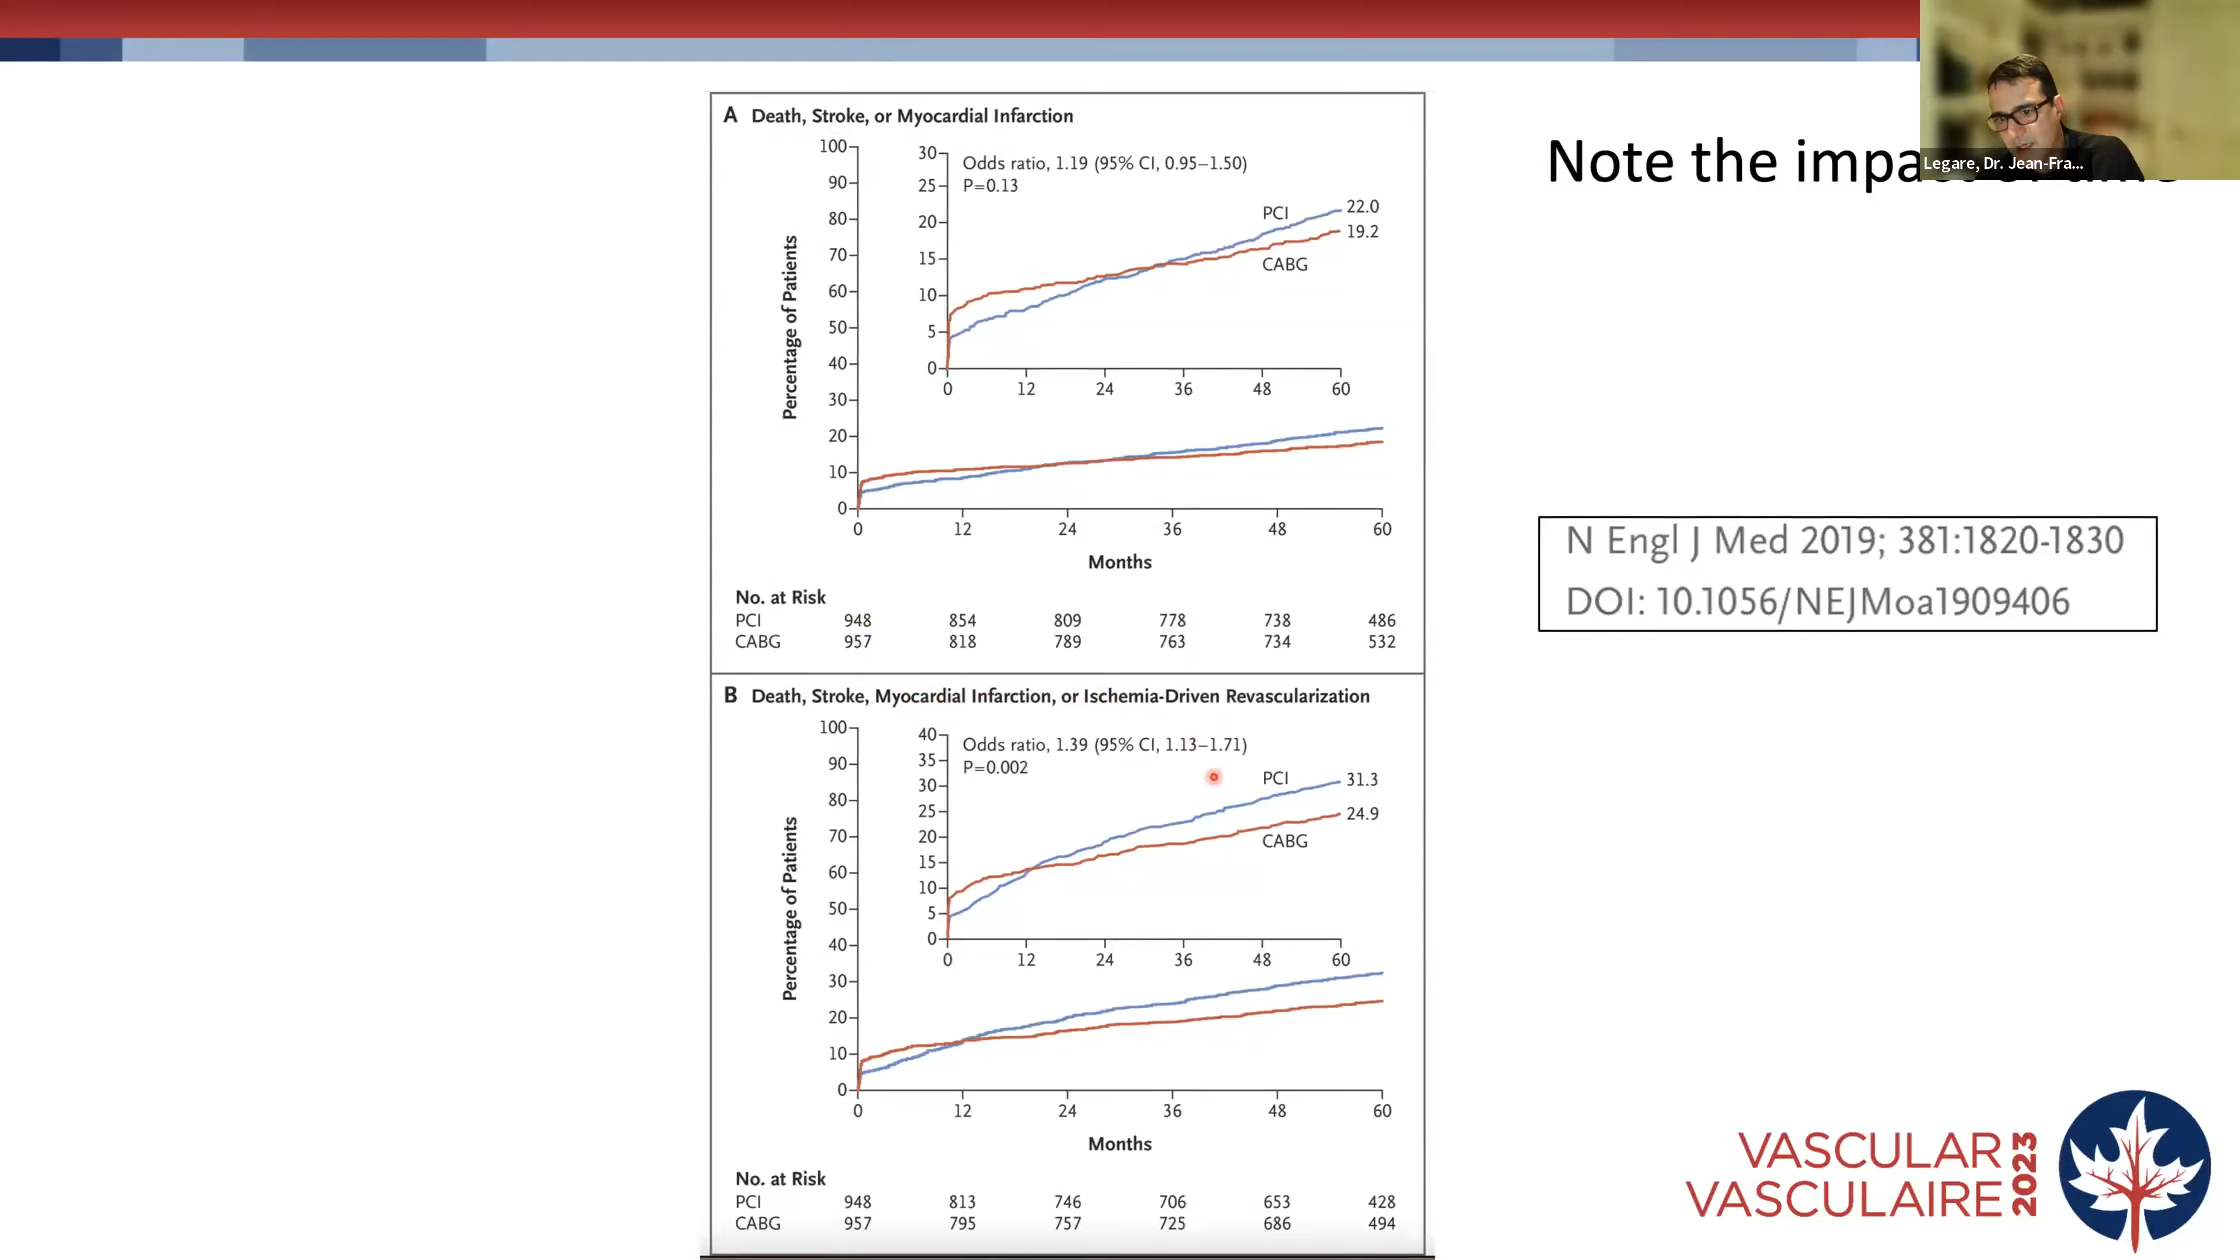 Note the impact of time
Legare, Dr. Jean-Fra...
A Death, Stroke, or Myocardial Infarction
Percentage of Patients
100
90
80
70
60
50
40
30
20
10
0
30
25
20
15
10
5
0
Odds ratio, 1.19 (95% CI, 0.95–1.50)
P=0.13
PCI
22.0
19.2
CABG
0 12 24 36 48 60
0 12 24 36 48 60
Months
No. at Risk
PCI 948 854 809 778 738 486
CABG 957 818 789 763 734 532
N Engl J Med 2019; 381:1820-1830
DOI: 10.1056/NEJMoa1909406
B Death, Stroke, Myocardial Infarction, or Ischemia-Driven Revascularization
Percentage of Patients
100
90
80
70
60
50
40
30
20
10
0
40
35
30
25
20
15
10
5
0
Odds ratio, 1.39 (95% CI, 1.13–1.71)
P=0.002
PCI
31.3
24.9
CABG
0 12 24 36 48 60
0 12 24 36 48 60
Months
No. at Risk
PCI 948 813 746 706 653 428
CABG 957 795 757 725 686 494
VASCULAR
VASCULAIRE
2023